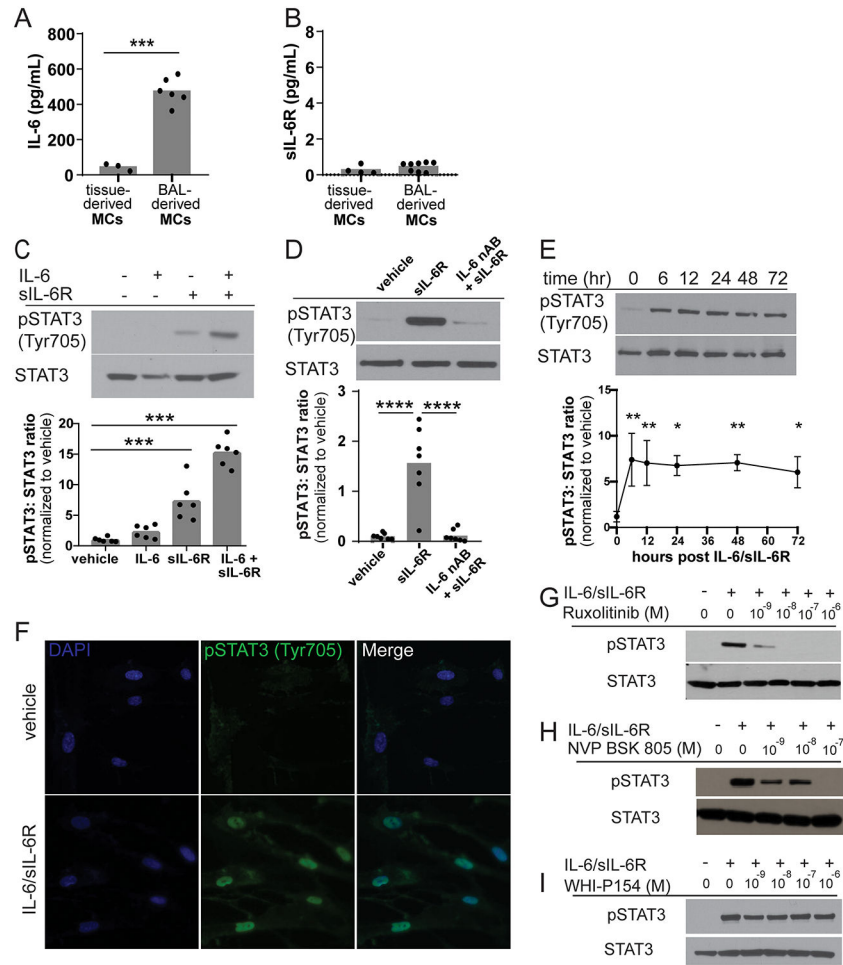 A
IL-6 (pg/mL)
800
600
400
200
0
***
tissue-
derived
MCs
BAL-
derived
MCs
B
sIL-6R (pg/mL)
8
6
4
2
0
tissue-
derived
MCs
BAL-
derived
MCs
C
IL-6 - + - +
sIL-6R - - + +
pSTAT3
(Tyr705)
STAT3
pSTAT3: STAT3 ratio
(normalized to vehicle)
20
15
10
5
0
***
***
vehicle IL-6 sIL-6R IL-6 +
sIL-6R
D
vehicle
sIL-6R
IL-6 nAB
+ sIL-6R
pSTAT3
(Tyr705)
STAT3
pSTAT3: STAT3 ratio
(normalized to vehicle)
3
2
1
0
**** ****
vehicle
sIL-6R
IL-6 nAB
+ sIL-6R
E
time (hr) 0 6 12 24 48 72
pSTAT3
(Tyr705)
STAT3
pSTAT3: STAT3 ratio
(normalized to vehicle)
15
10
5
0
** ** * ** *
0 12 24 36 48 60 72
hours post IL-6/sIL-6R
F
DAPI pSTAT3 (Tyr705) Merge
vehicle
IL-6/sIL-6R
G
IL-6/sIL-6R - + + + + +
Ruxolitinib (M) 0 0 10-9 10-8 10-7 10-6
pSTAT3
STAT3
H
IL-6/sIL-6R - + + + +
NVP BSK 805 (M) 0 0 10-9 10-8 10-7
pSTAT3
STAT3
I
IL-6/sIL-6R - + + + + +
WHI-P154 (M) 0 0 10-9 10-8 10-7 10-6
pSTAT3
STAT3